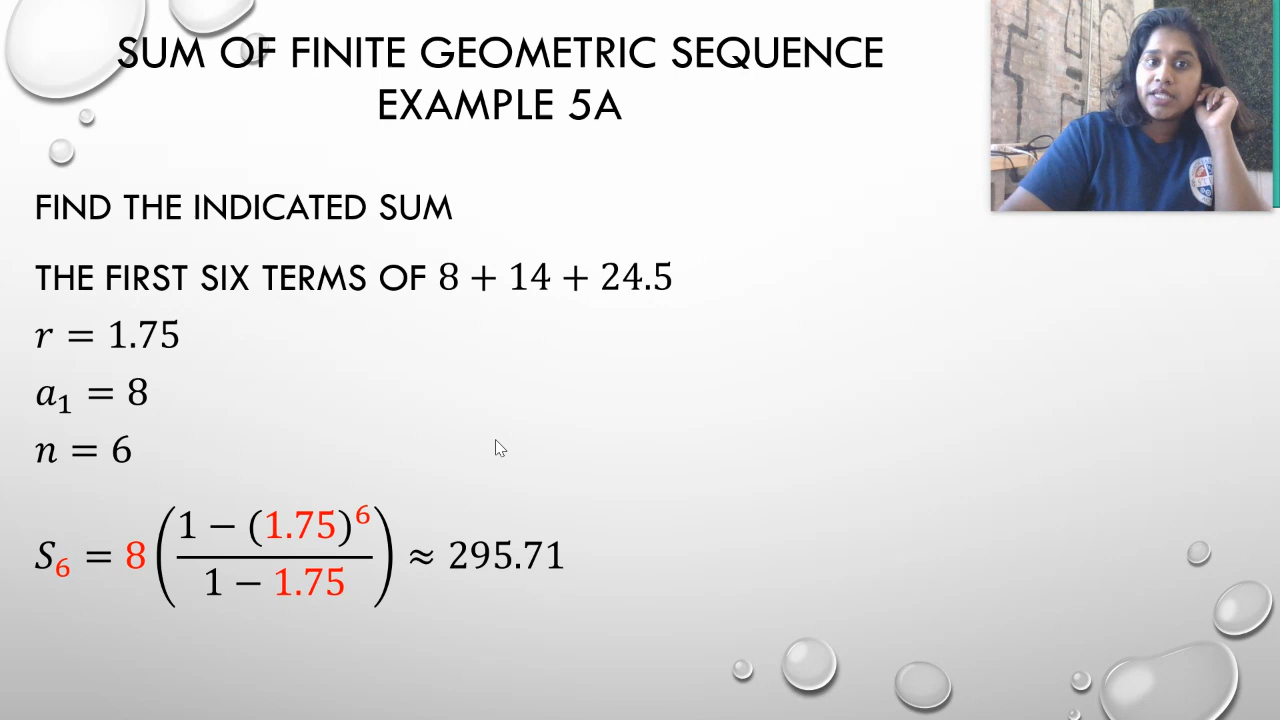 SUM OF FINITE GEOMETRIC SEQUENCE
EXAMPLE 5A
FIND THE INDICATED SUM
THE FIRST SIX TERMS OF 8 + 14 + 24.5
r = 1.75
a₁ = 8
n = 6
S₆ = 8 ( (1 − (1.75)⁶) / (1 − 1.75) ) ≈ 295.71